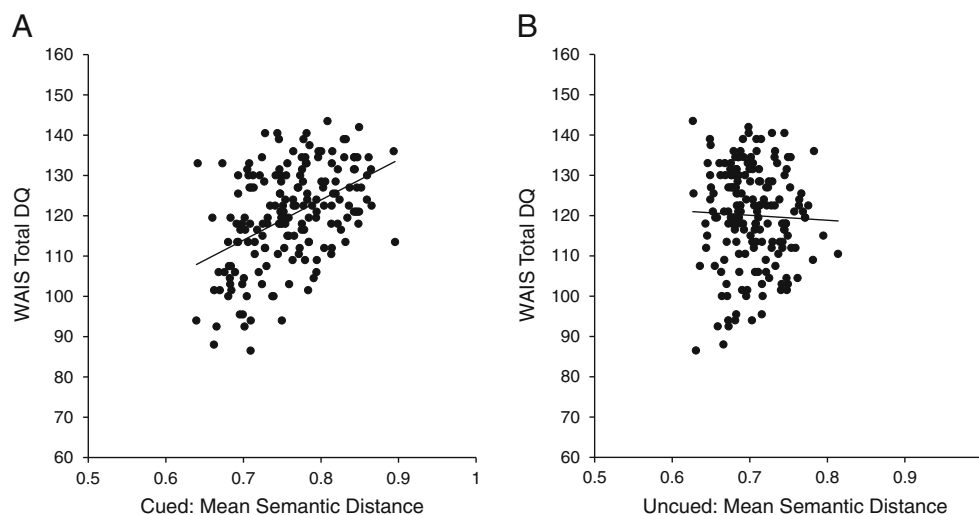 A
WAIS Total DQ
160
150
140
130
120
110
100
90
80
70
60
0.5 0.6 0.7 0.8 0.9 1
Cued: Mean Semantic Distance
B
WAIS Total DQ
160
150
140
130
120
110
100
90
80
70
60
0.5 0.6 0.7 0.8 0.9
Uncued: Mean Semantic Distance